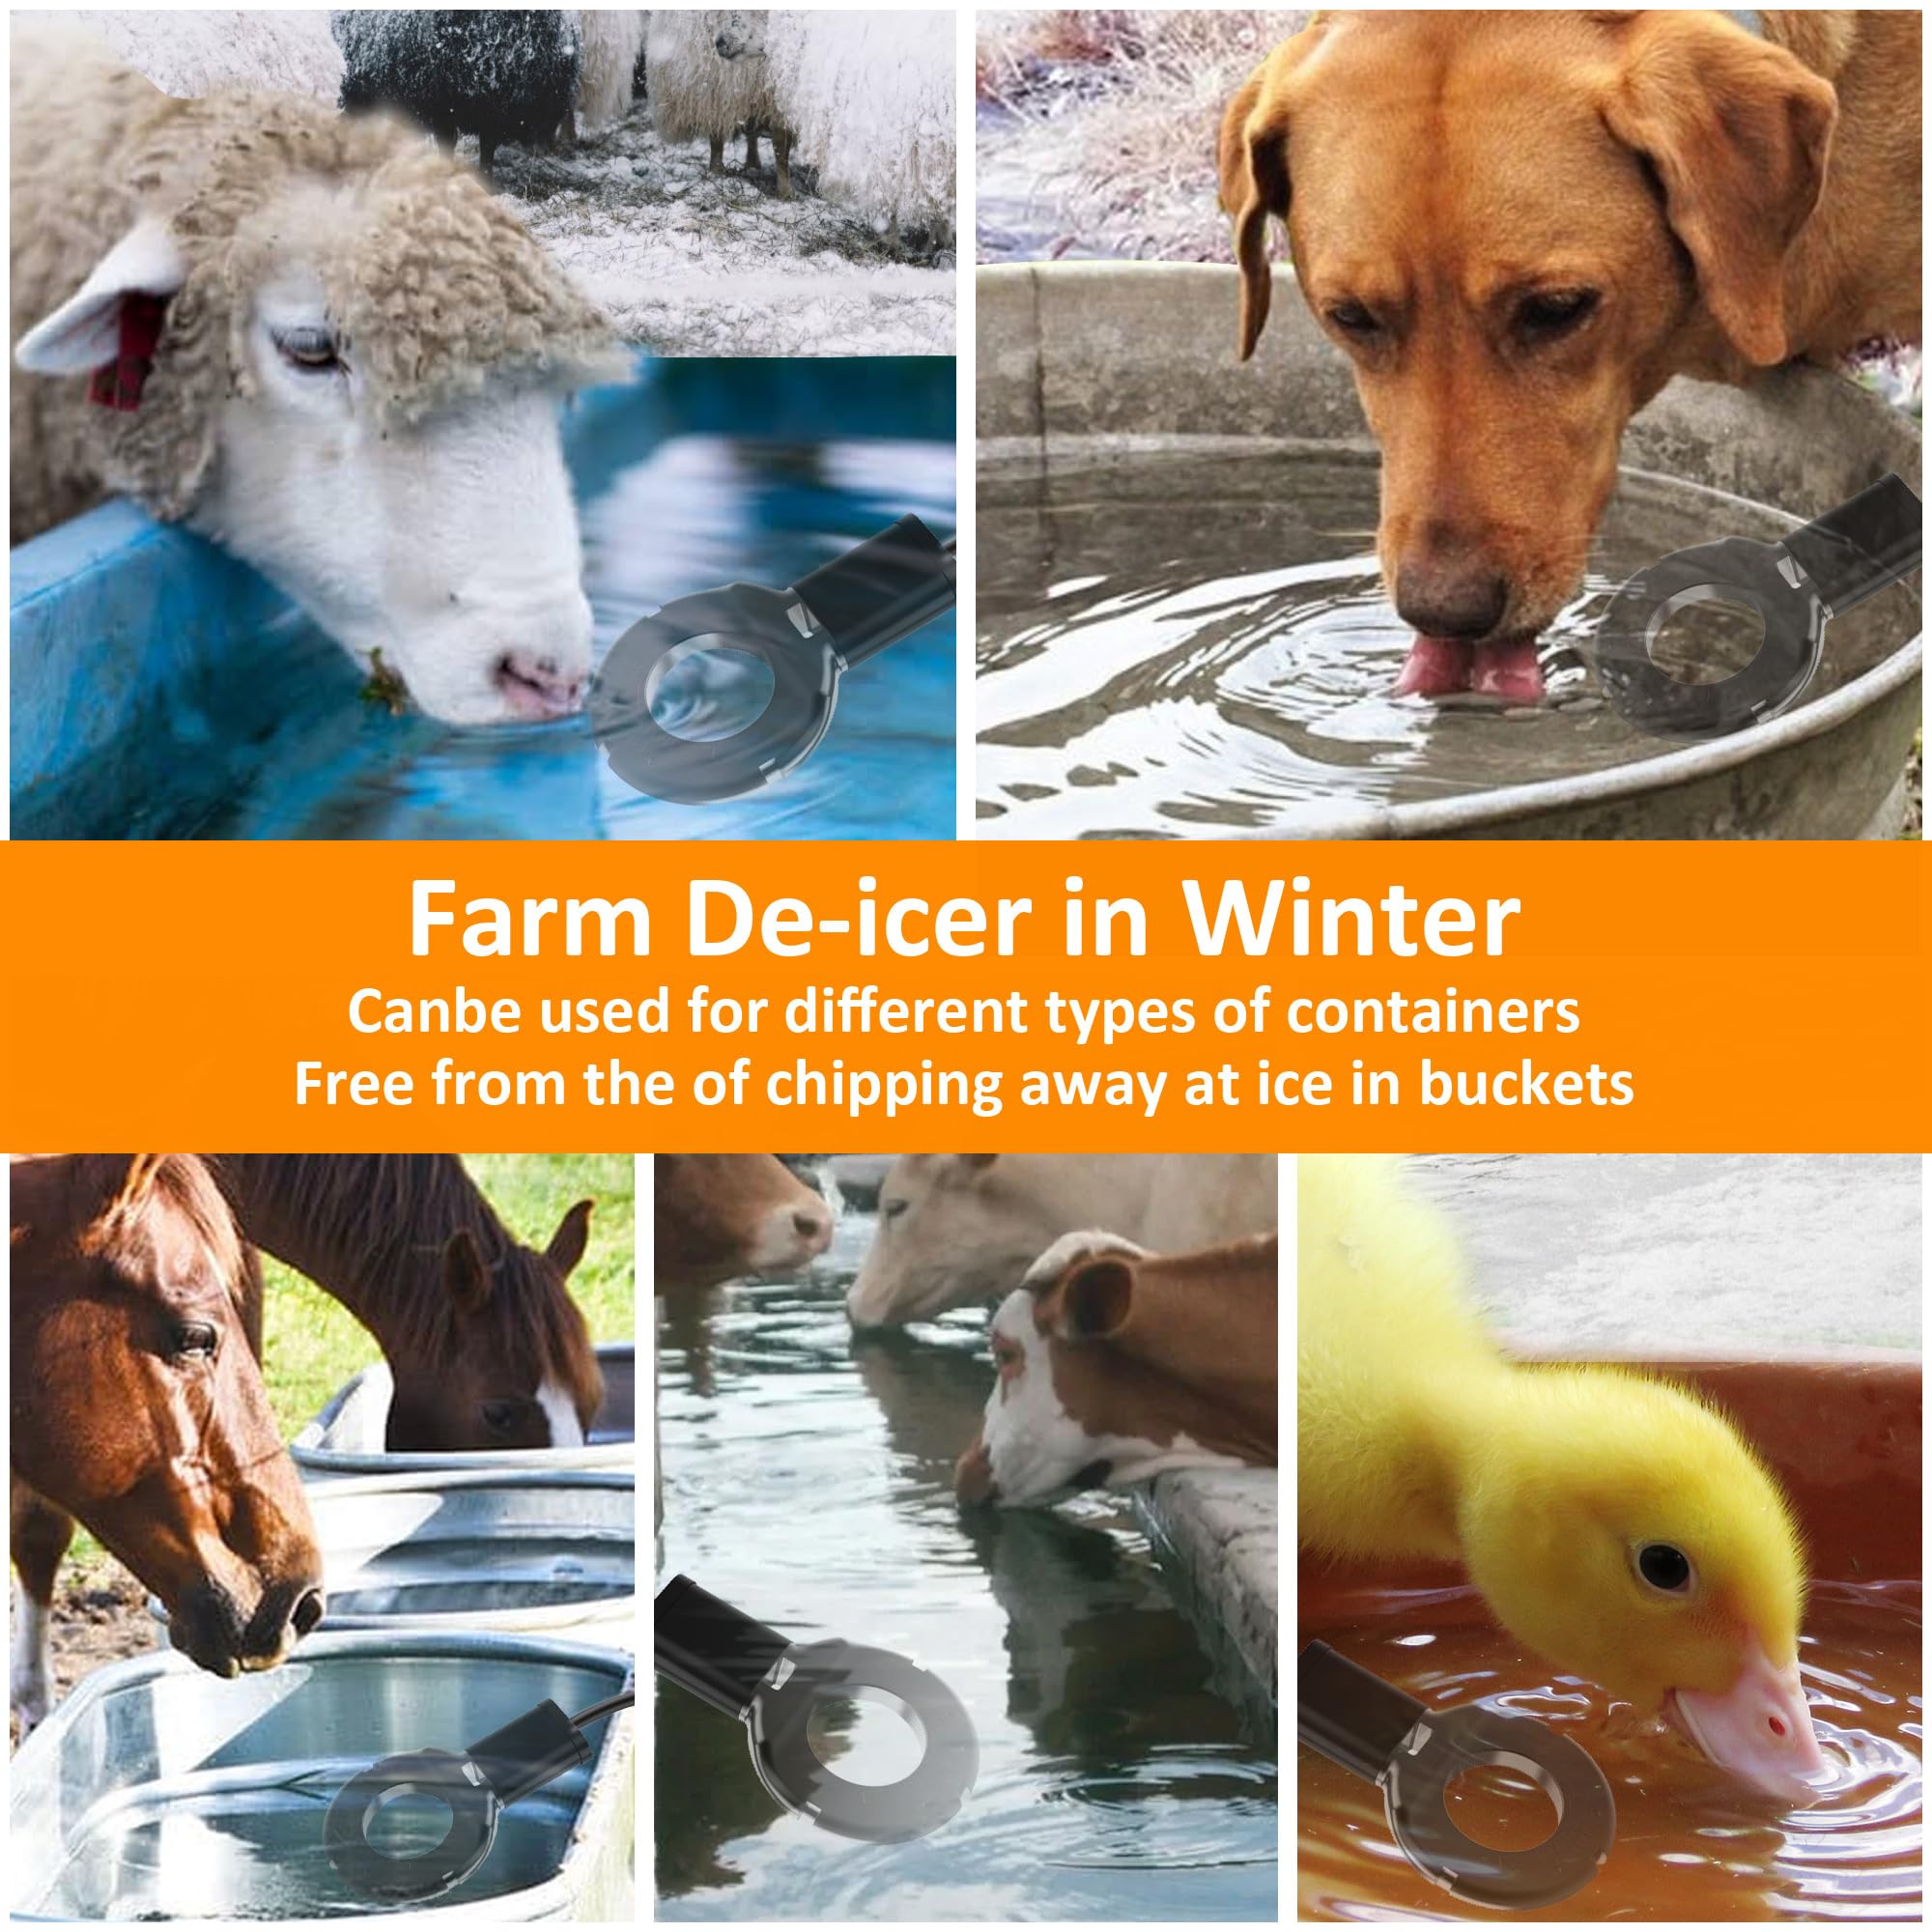 Farm De-icer in Winter
Canbe used for different types of containers
Free from the of chipping away at ice in buckets